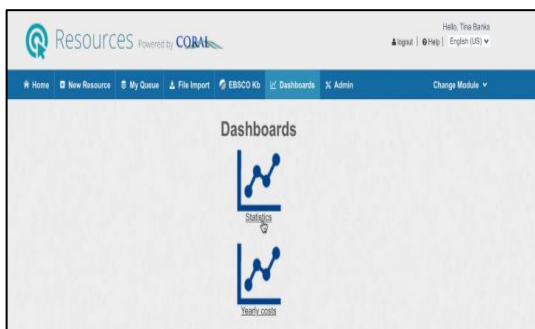 Hello, Tina Banks
Resources Powered by CORAL
logout | Help | English (US)
Home New Resource My Queue File Import EBSCO Kb Dashboards Admin Change Module
Dashboards
Statistics
Yearly costs